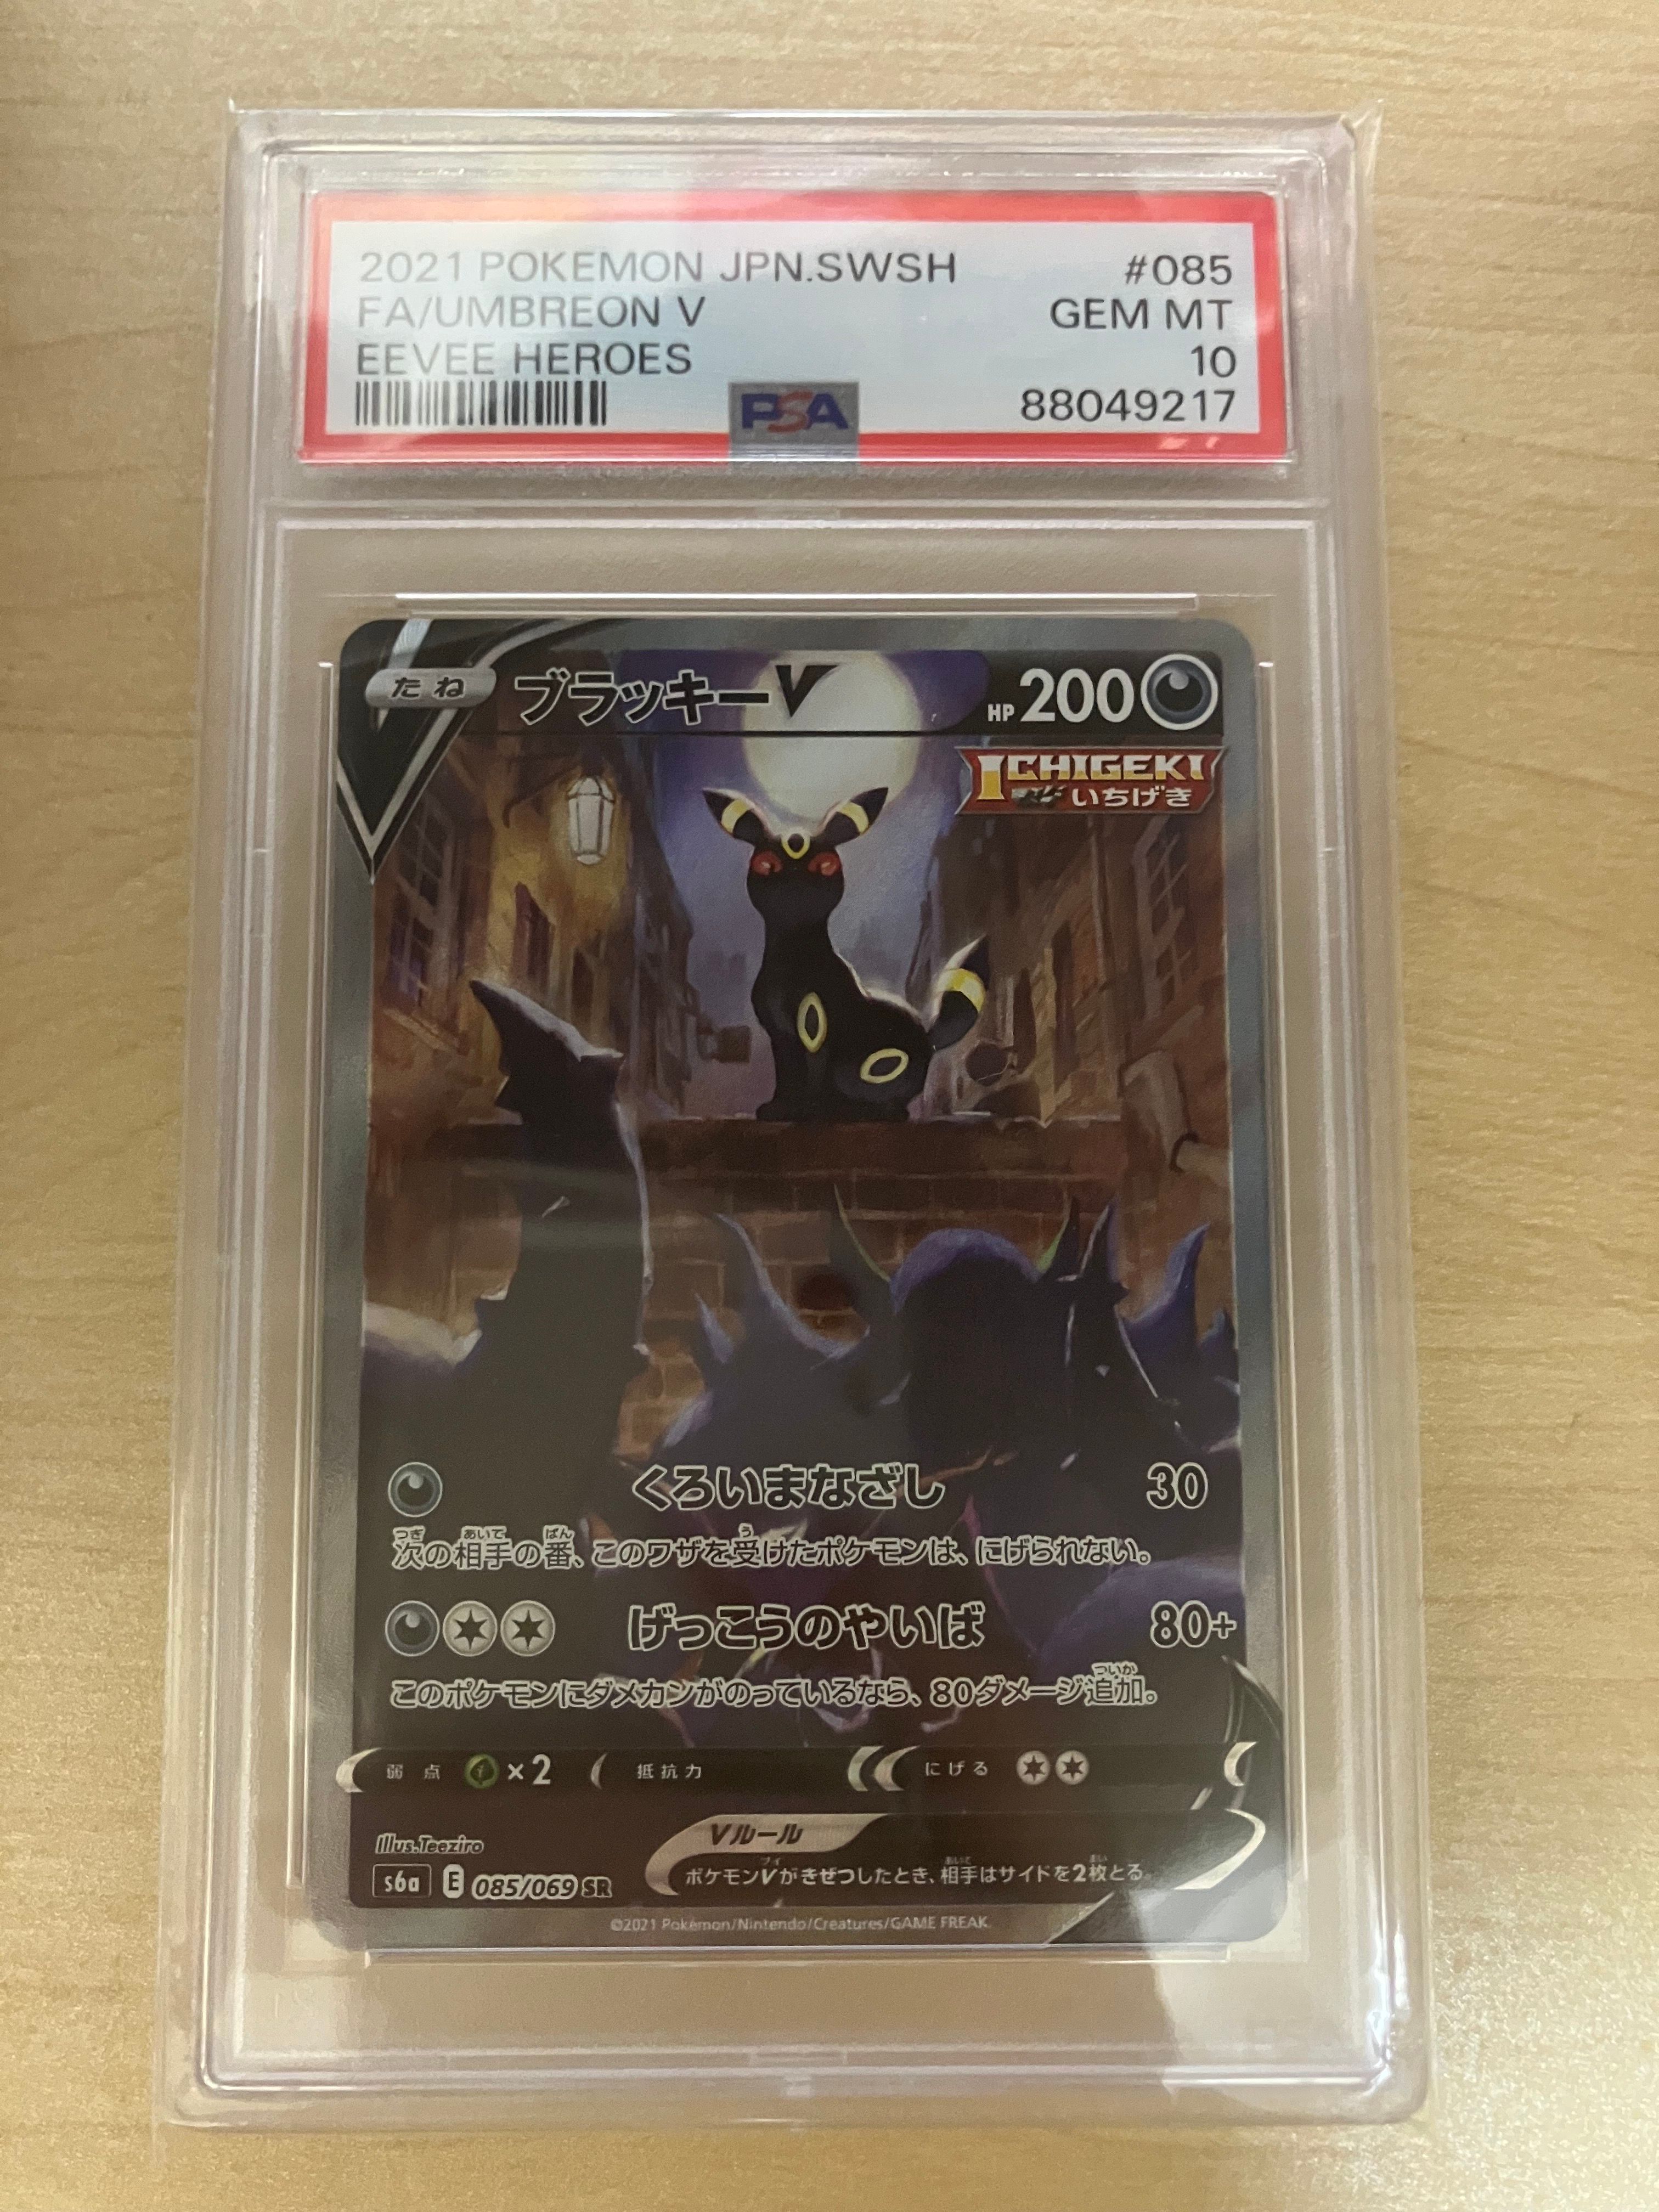 2021 POKEMON JPN.SWSH #085
FA/UMBREON V GEM MT
EEVEE HEROES 10
PSA 88049217
たね ブラッキーV HP 200
ICHIGEKI
いちげき
くろいまなざし 30
次の相手の番、このワザを受けたポケモンは、にげられない。
げっこうのやいば 80+
このポケモンにダメカンがのっているなら、80ダメージ追加。
弱点 ×2 抵抗力 にげる
Vルール
ポケモンVがきぜつしたとき、相手はサイドを2枚とる。
Illus.Teeziro
s6a E 085/069 SR
©2021 Pokémon/Nintendo/Creatures/GAME FREAK.